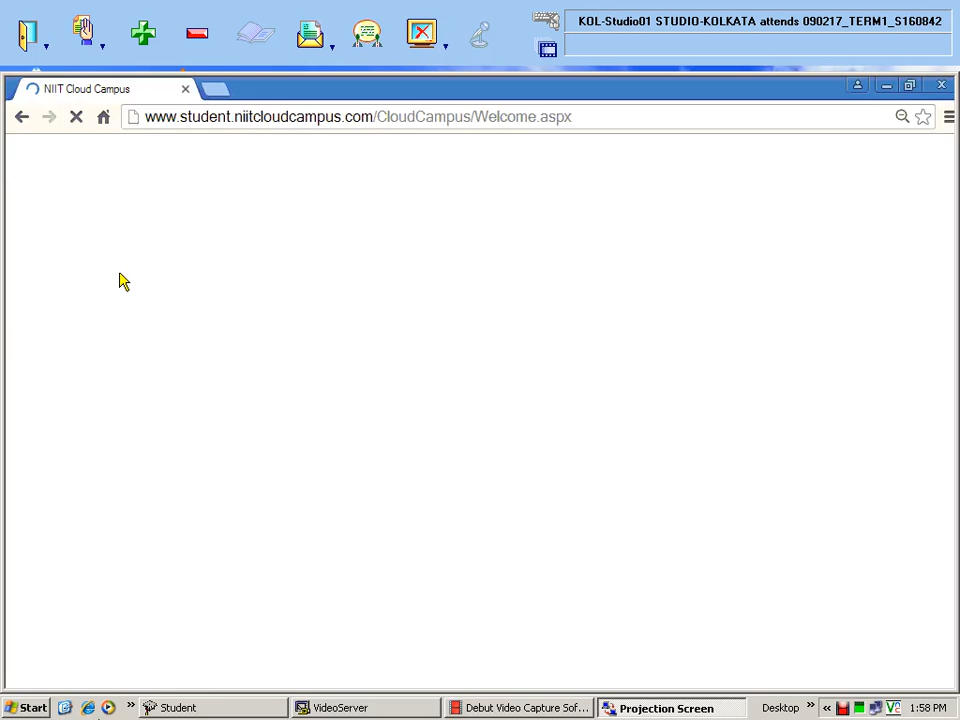 KOL-Studio01 STUDIO-KOLKATA attends 090217_TERM1_S160842
NIIT Cloud Campus
www.student.niitcloudcampus.com/CloudCampus/Welcome.aspx
Start
Student
VideoServer
Debut Video Capture Sof...
Projection Screen
Desktop
1:58 PM